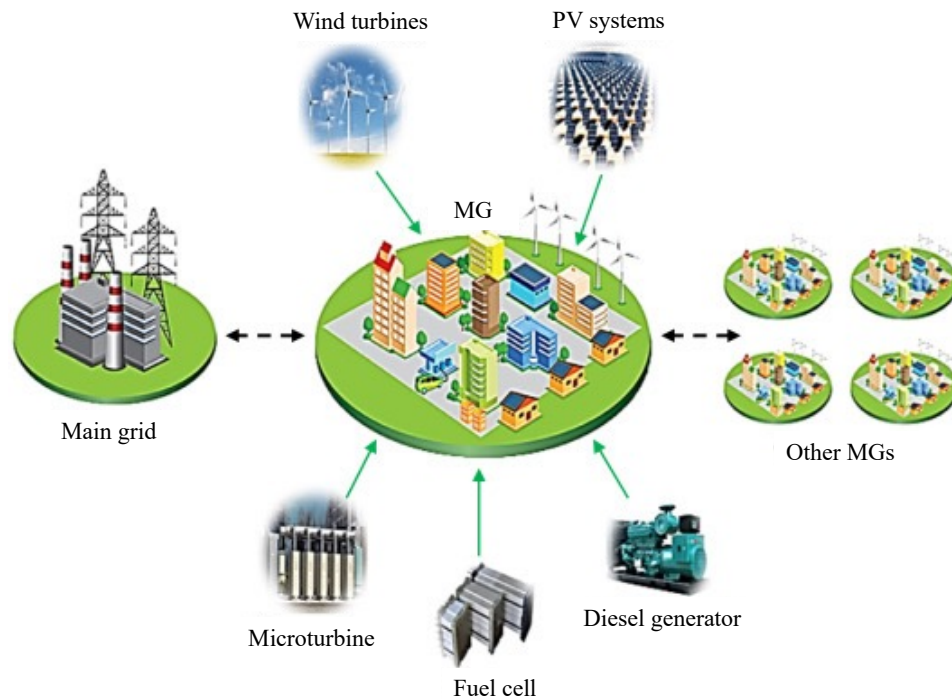 Wind turbines
PV systems
MG
Main grid
Other MGs
Microturbine
Diesel generator
Fuel cell